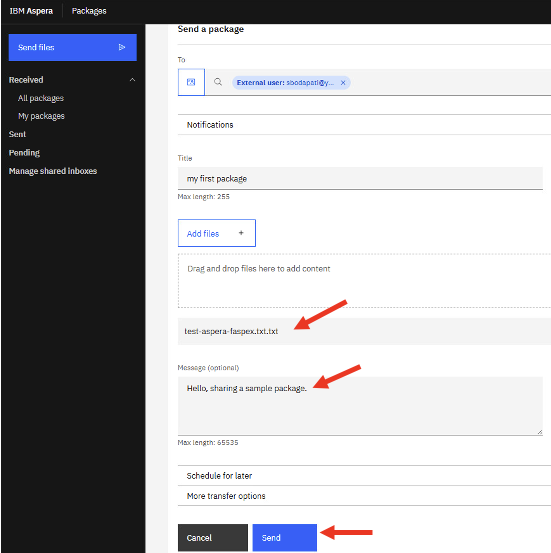 IBM Aspera Packages
Send files
Received
All packages
My packages
Sent
Pending
Manage shared inboxes
Send a package
To
External user: sbodapati@y... ×
Notifications
Title
my first package
Max length: 255
Add files +
Drag and drop files here to add content
test-aspera-faspex.txt.txt
Message (optional)
Hello, sharing a sample package.
Max length: 65535
Schedule for later
More transfer options
Cancel
Send